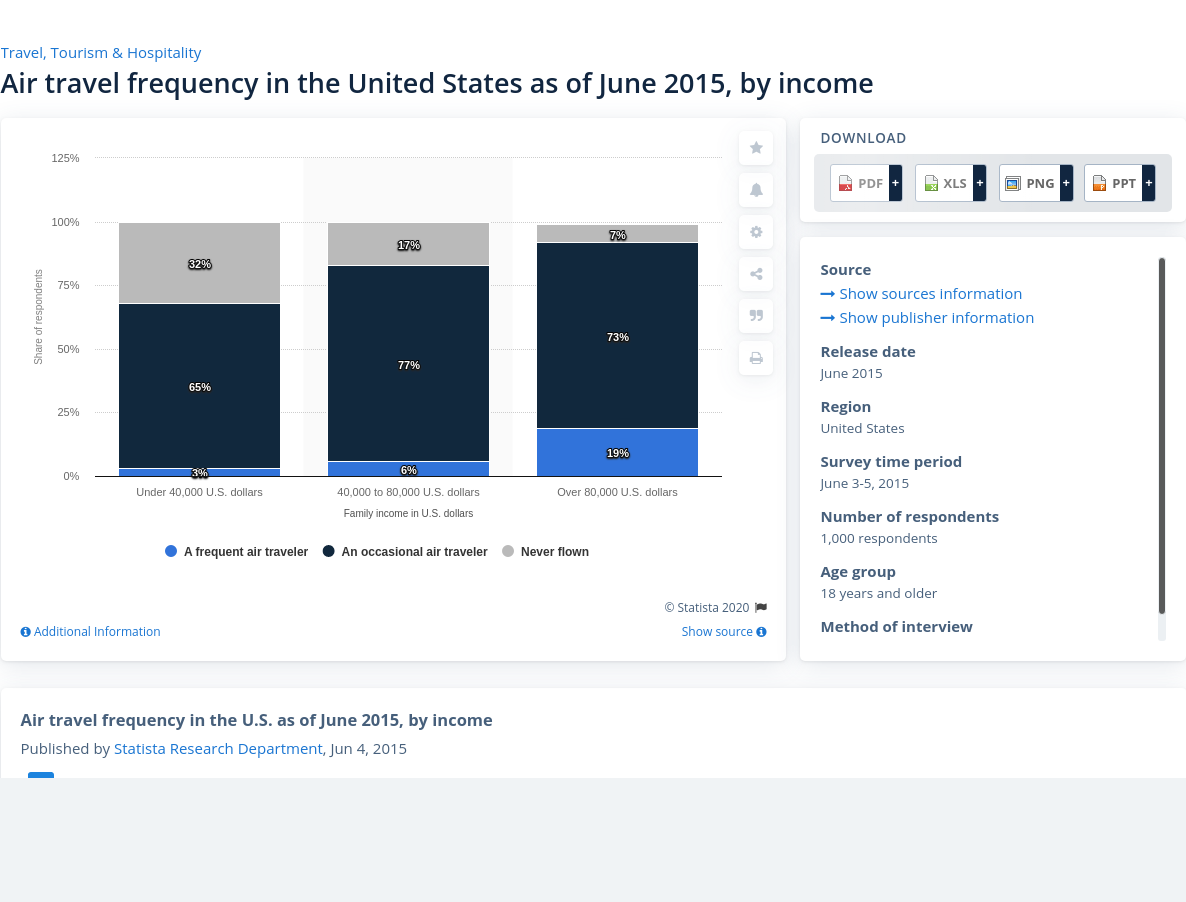 Travel, Tourism & Hospitality
Air travel frequency in the United States as of June 2015, by income
125%
100%
75%
50%
25%
0%
Share of respondents
32%
17%
7%
65%
77%
73%
3%
6%
19%
Under 40,000 U.S. dollars
40,000 to 80,000 U.S. dollars
Over 80,000 U.S. dollars
Family income in U.S. dollars
A frequent air traveler
An occasional air traveler
Never flown
© Statista 2020
Additional Information
Show source
DOWNLOAD
PDF +
XLS +
PNG +
PPT +
Source
Show sources information
Show publisher information
Release date
June 2015
Region
United States
Survey time period
June 3-5, 2015
Number of respondents
1,000 respondents
Age group
18 years and older
Method of interview
Air travel frequency in the U.S. as of June 2015, by income
Published by Statista Research Department, Jun 4, 2015